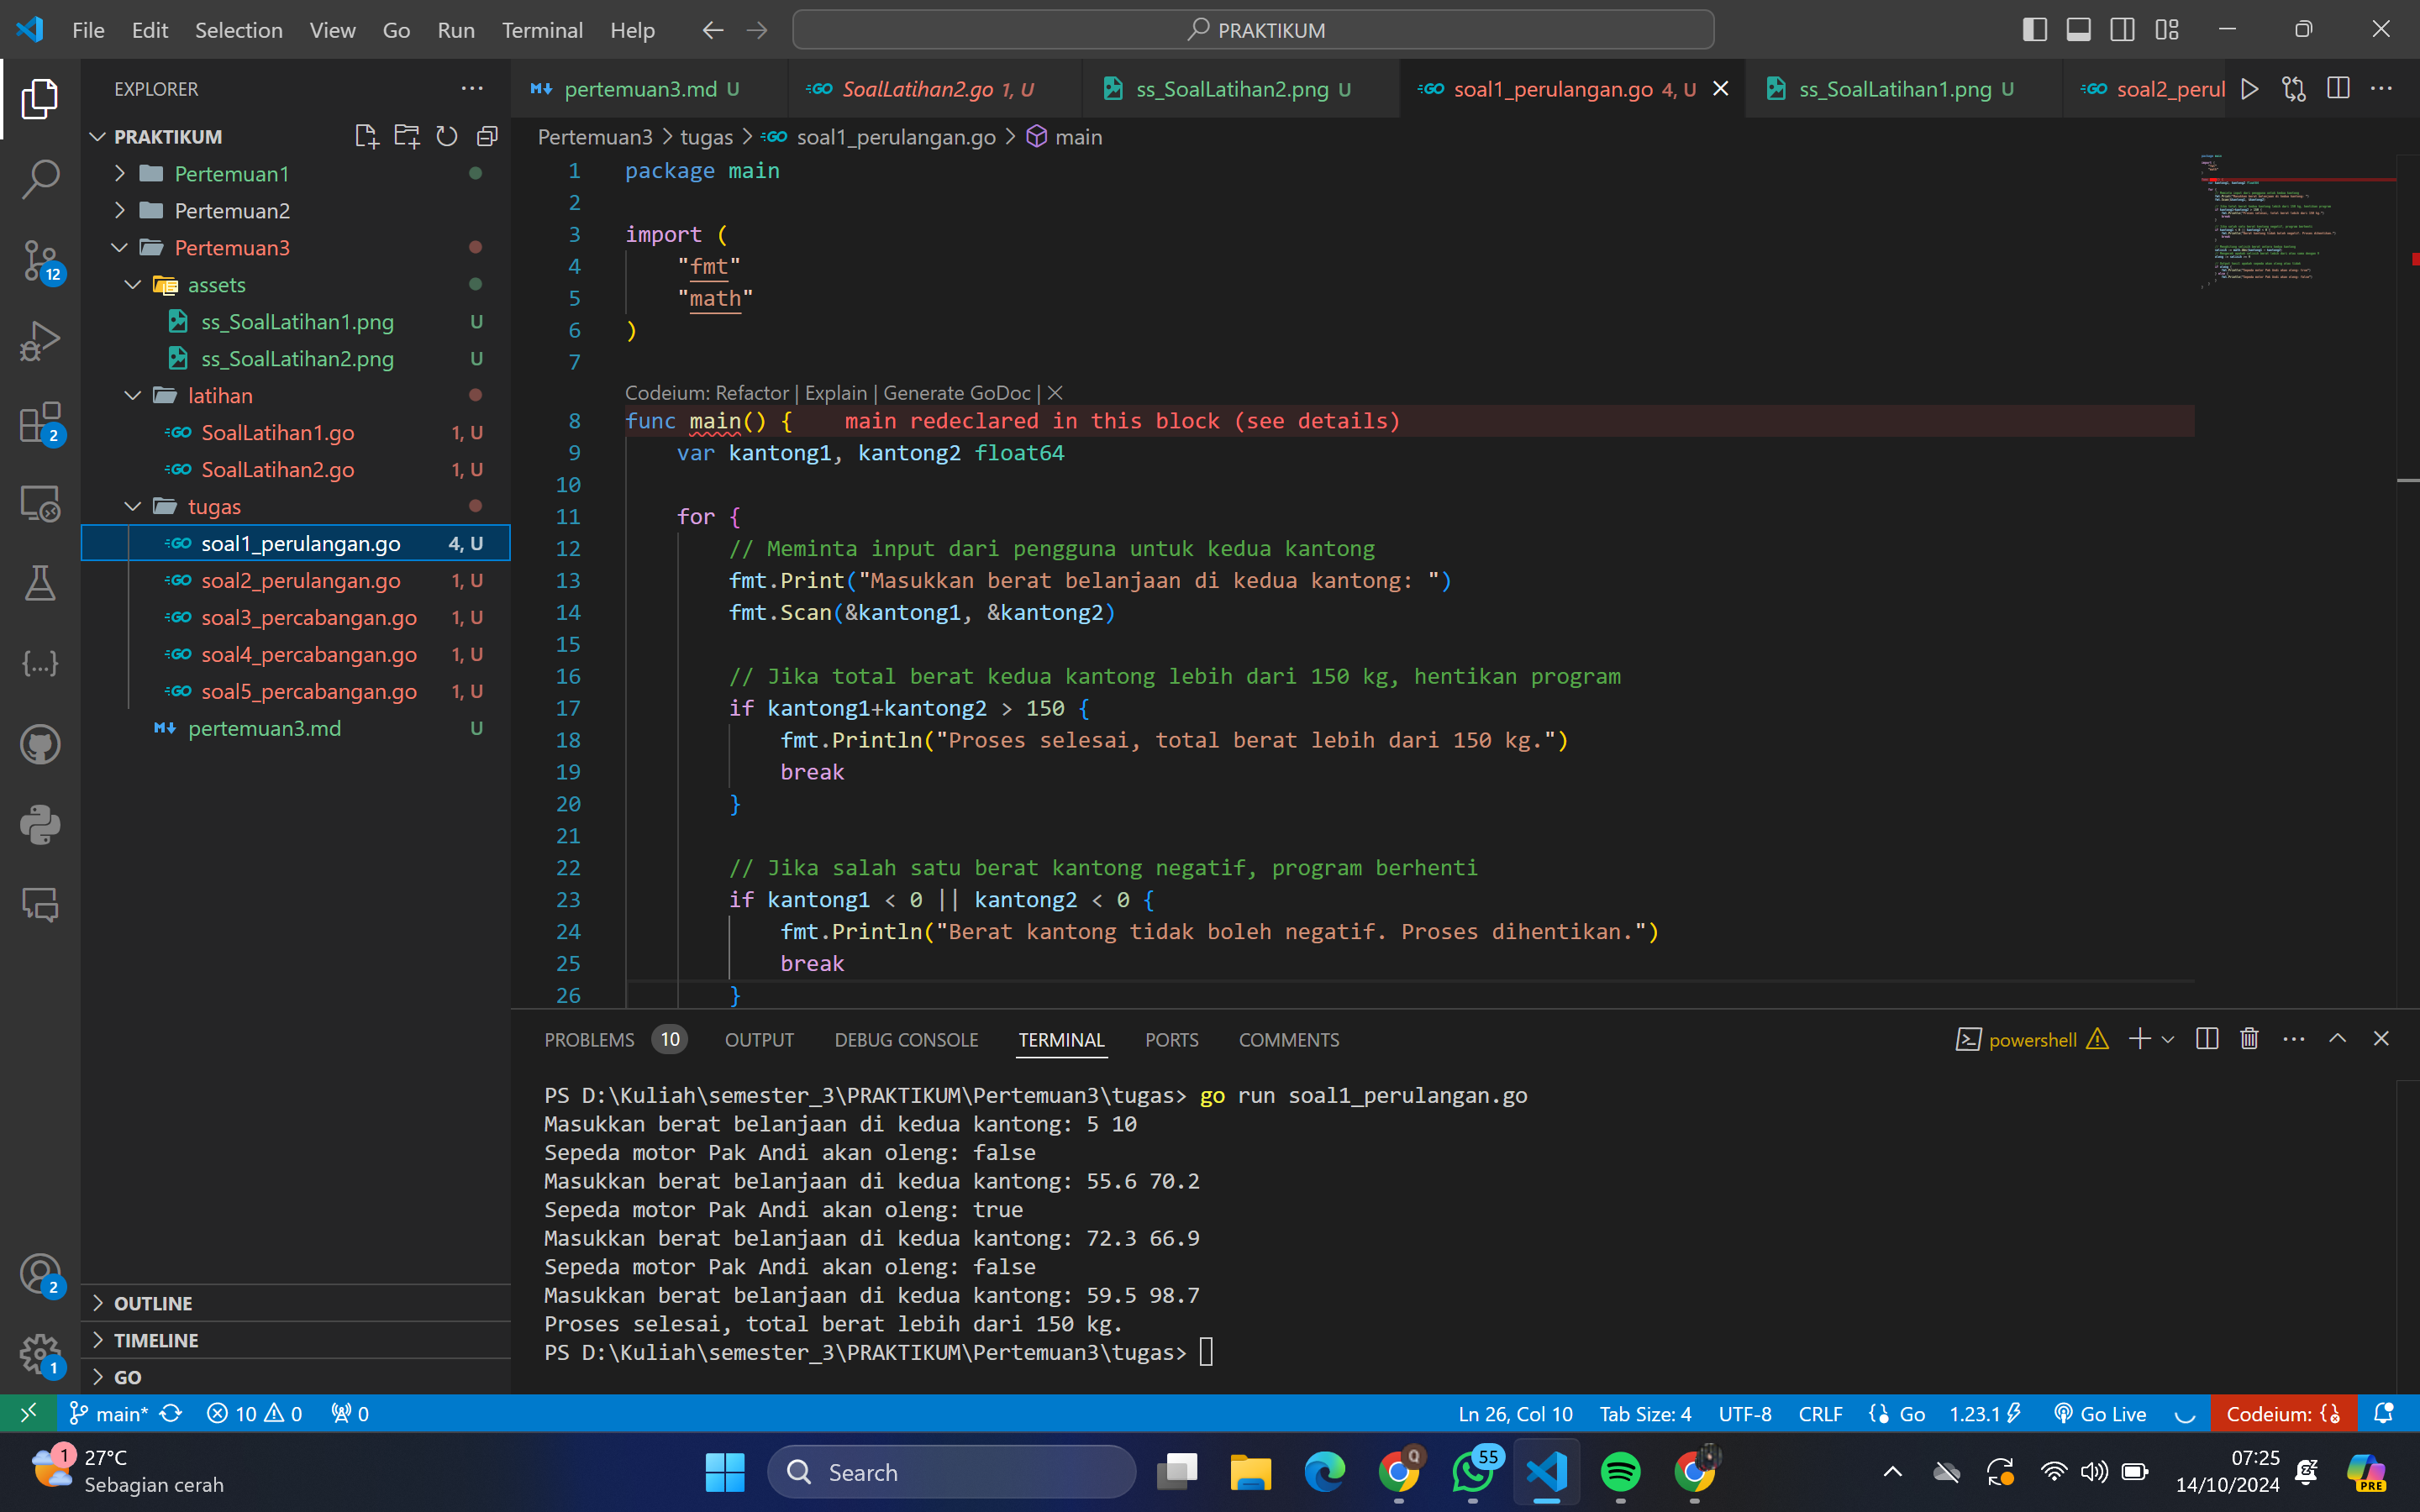 File Edit Selection View Go Run Terminal Help PRAKTIKUM
EXPLORER
PRAKTIKUM
Pertemuan1
Pertemuan2
Pertemuan3
assets
ss_SoalLatihan1.png U
ss_SoalLatihan2.png U
latihan
SoalLatihan1.go 1, U
SoalLatihan2.go 1, U
tugas
soal1_perulangan.go 4, U
soal2_perulangan.go 1, U
soal3_percabangan.go 1, U
soal4_percabangan.go 1, U
soal5_percabangan.go 1, U
pertemuan3.md U
OUTLINE
TIMELINE
GO
12
2
2
1
pertemuan3.md U SoalLatihan2.go 1, U ss_SoalLatihan2.png U soal1_perulangan.go 4, U ss_SoalLatihan1.png U soal2_perul
Pertemuan3 > tugas > soal1_perulangan.go > main
1 package main
2
3 import (
4 "fmt"
5 "math"
6 )
7
Codeium: Refactor | Explain | Generate GoDoc | ×
8 func main() { main redeclared in this block (see details)
9 var kantong1, kantong2 float64
10
11 for {
12 // Meminta input dari pengguna untuk kedua kantong
13 fmt.Print("Masukkan berat belanjaan di kedua kantong: ")
14 fmt.Scan(&kantong1, &kantong2)
15
16 // Jika total berat kedua kantong lebih dari 150 kg, hentikan program
17 if kantong1+kantong2 > 150 {
18 fmt.Println("Proses selesai, total berat lebih dari 150 kg.")
19 break
20 }
21
22 // Jika salah satu berat kantong negatif, program berhenti
23 if kantong1 < 0 || kantong2 < 0 {
24 fmt.Println("Berat kantong tidak boleh negatif. Proses dihentikan.")
25 break
26 }
PROBLEMS 10 OUTPUT DEBUG CONSOLE TERMINAL PORTS COMMENTS powershell
PS D:\Kuliah\semester_3\PRAKTIKUM\Pertemuan3\tugas> go run soal1_perulangan.go
Masukkan berat belanjaan di kedua kantong: 5 10
Sepeda motor Pak Andi akan oleng: false
Masukkan berat belanjaan di kedua kantong: 55.6 70.2
Sepeda motor Pak Andi akan oleng: true
Masukkan berat belanjaan di kedua kantong: 72.3 66.9
Sepeda motor Pak Andi akan oleng: false
Masukkan berat belanjaan di kedua kantong: 59.5 98.7
Proses selesai, total berat lebih dari 150 kg.
PS D:\Kuliah\semester_3\PRAKTIKUM\Pertemuan3\tugas>
main* 10 0 0 Ln 26, Col 10 Tab Size: 4 UTF-8 CRLF Go 1.23.1 Go Live Codeium: {}
1 27°C
Sebagian cerah
Search
Q
55
07:25
14/10/2024
PRE